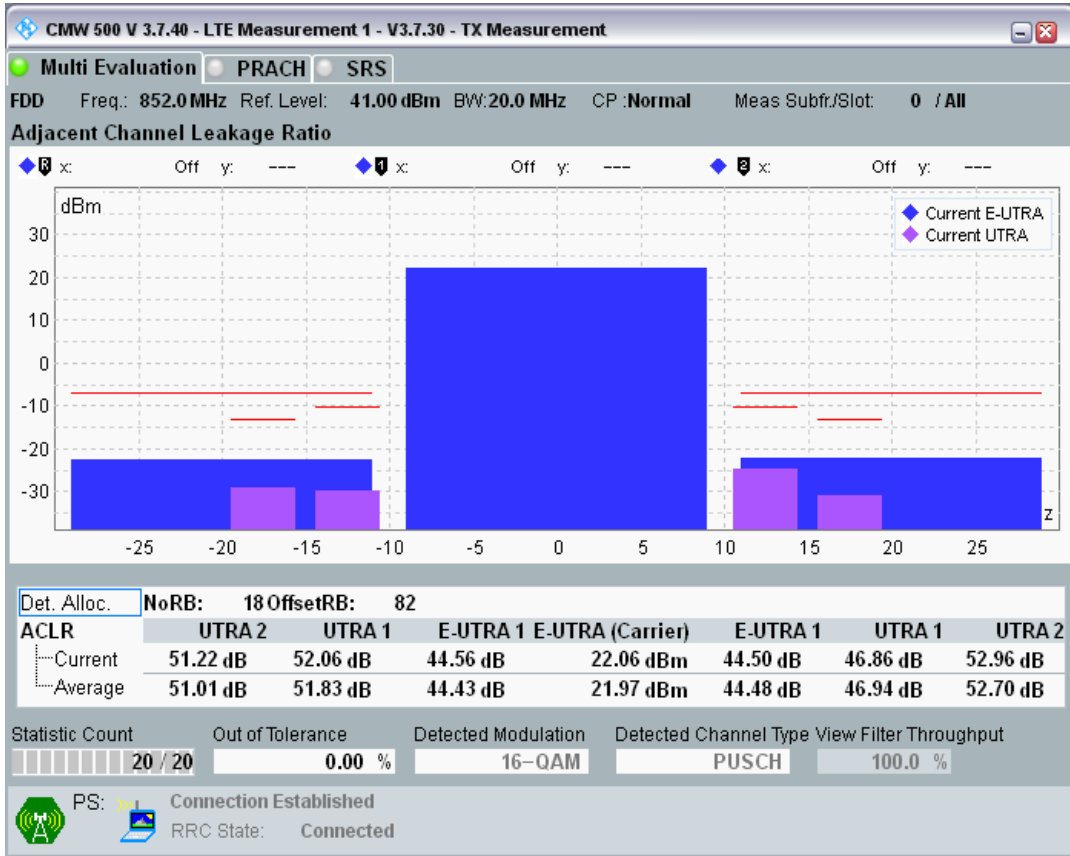 CMW 500 V 3.7.40 - LTE Measurement 1 - V3.7.30 - TX Measurement
Multi Evaluation PRACH SRS
FDD Freq.: 852.0 MHz Ref. Level: 41.00 dBm BW: 20.0 MHz CP : Normal Meas Subfr./Slot: 0 / All
Adjacent Channel Leakage Ratio
R x: Off y: --- 1 x: Off y: --- 2 x: Off y: ---
dBm
Current E-UTRA
Current UTRA
30
20
10
0
-10
-20
-30
z
-25 -20 -15 -10 -5 0 5 10 15 20 25
Det. Alloc. NoRB: 18 OffsetRB: 82
ACLR UTRA 2 UTRA 1 E-UTRA 1 E-UTRA (Carrier) E-UTRA 1 UTRA 1 UTRA 2
Current 51.22 dB 52.06 dB 44.56 dB 22.06 dBm 44.50 dB 46.86 dB 52.96 dB
Average 51.01 dB 51.83 dB 44.43 dB 21.97 dBm 44.48 dB 46.94 dB 52.70 dB
Statistic Count Out of Tolerance Detected Modulation Detected Channel Type View Filter Throughput
20 / 20 0.00 % 16-QAM PUSCH 100.0 %
PS: Connection Established
RRC State: Connected